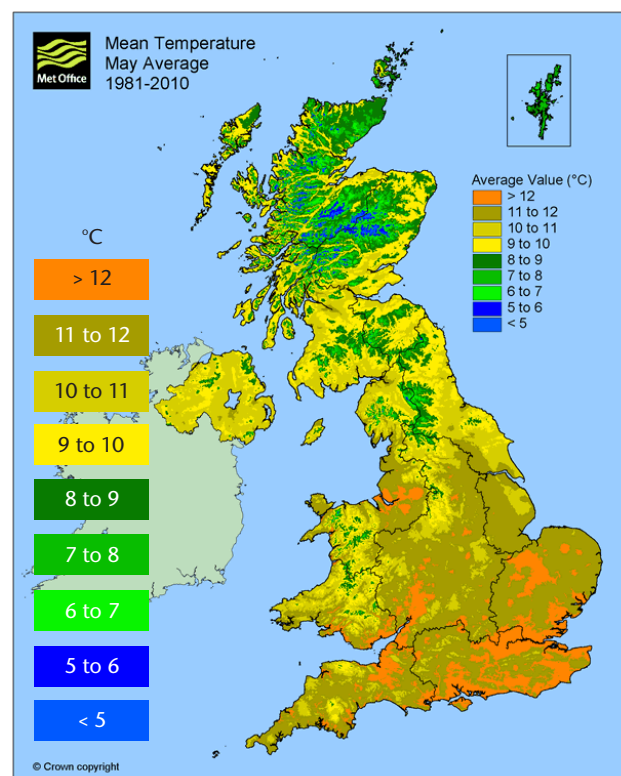 Met Office
Mean Temperature
May Average
1981-2010
Average Value (°C)
> 12
11 to 12
10 to 11
9 to 10
8 to 9
7 to 8
6 to 7
5 to 6
< 5
°C
> 12
11 to 12
10 to 11
9 to 10
8 to 9
7 to 8
6 to 7
5 to 6
< 5
© Crown copyright